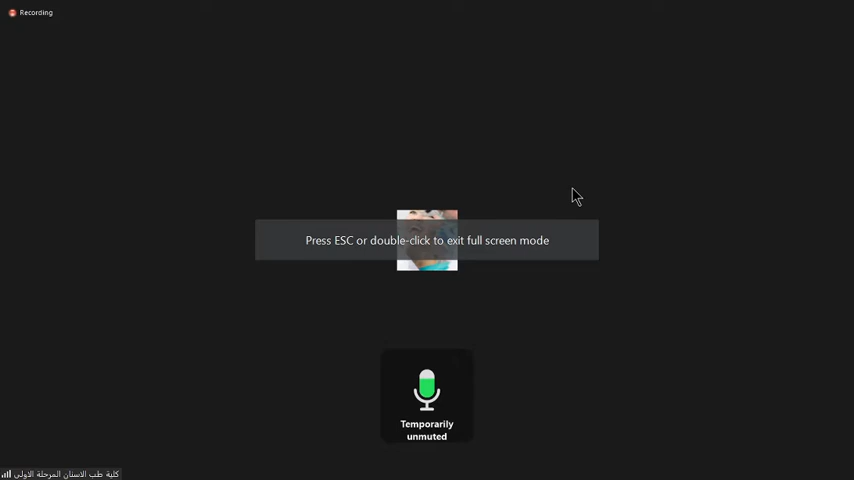 Recording
Press ESC or double-click to exit full screen mode
Temporarily
unmuted
كلية طب الاسنان المرحلة الاولى